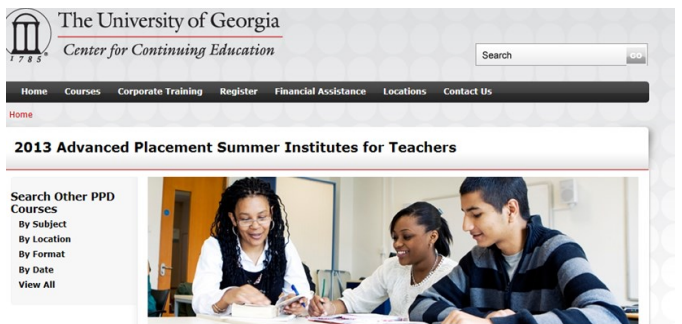 The University of Georgia
Center for Continuing Education
1785
Search GO
Home Courses Corporate Training Register Financial Assistance Locations Contact Us
Home
2013 Advanced Placement Summer Institutes for Teachers
Search Other PPD
Courses
By Subject
By Location
By Format
By Date
View All